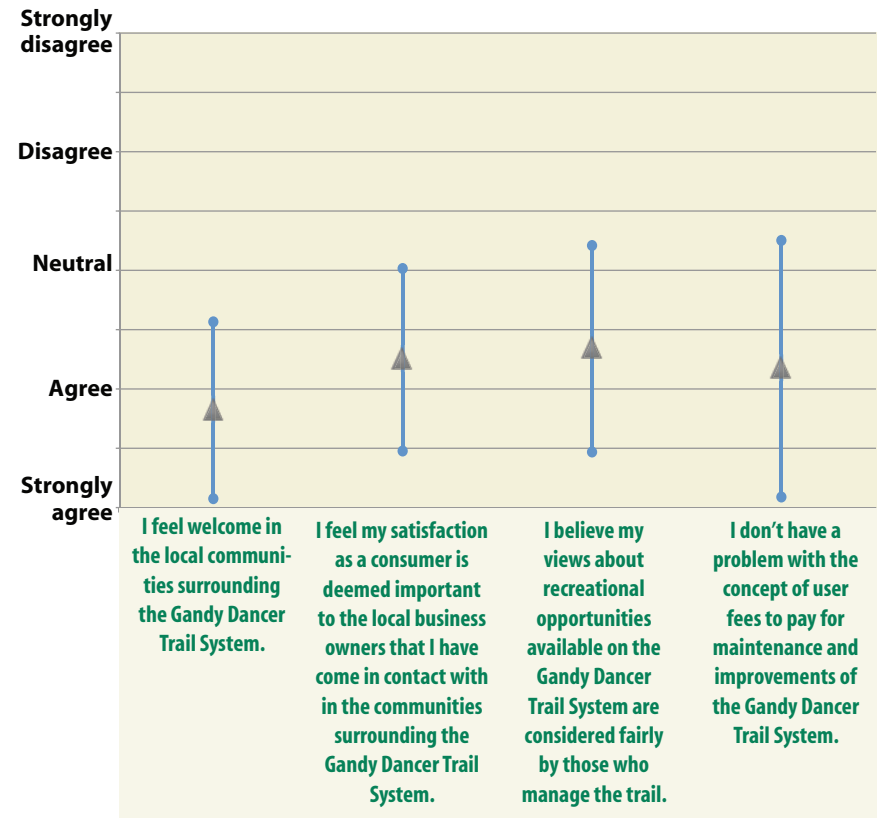 Strongly
disagree
Disagree
Neutral
Agree
Strongly
agree
I feel welcome in
the local communi-
ties surrounding
the Gandy Dancer
Trail System.
I feel my satisfaction
as a consumer is
deemed important
to the local business
owners that I have
come in contact with
in the communities
surrounding the
Gandy Dancer Trail
System.
I believe my
views about
recreational
opportunities
available on the
Gandy Dancer
Trail System are
considered fairly
by those who
manage the trail.
I don’t have a
problem with the
concept of user
fees to pay for
maintenance and
improvements of
the Gandy Dancer
Trail System.